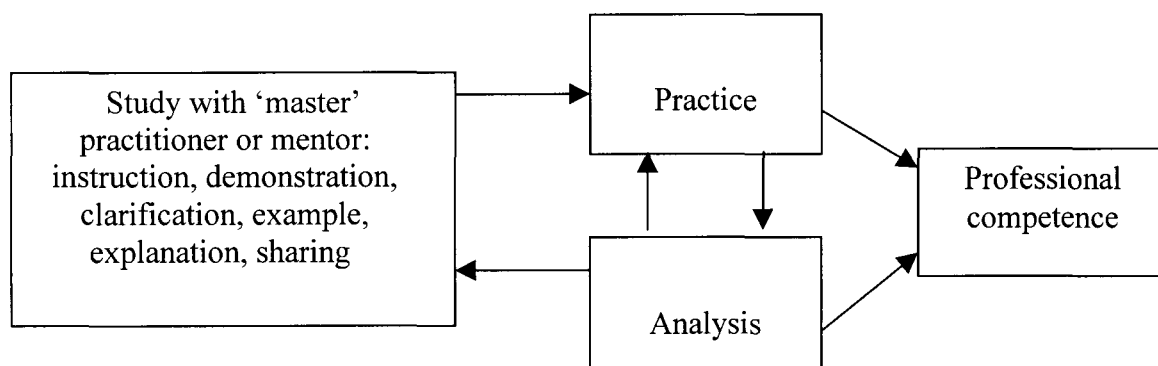 Study with ‘master’
practitioner or mentor:
instruction, demonstration,
clarification, example,
explanation, sharing
Practice
Analysis
Professional
competence